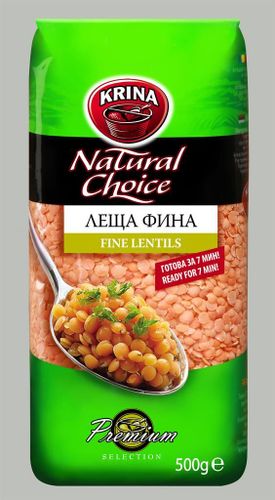 KRINA
Natural
Choice
ЛЕЩА ФИНА
FINE LENTILS
ГОТОВА ЗА 7 МИН!
READY FOR 7 MIN!
Premium
SELECTION
500g e